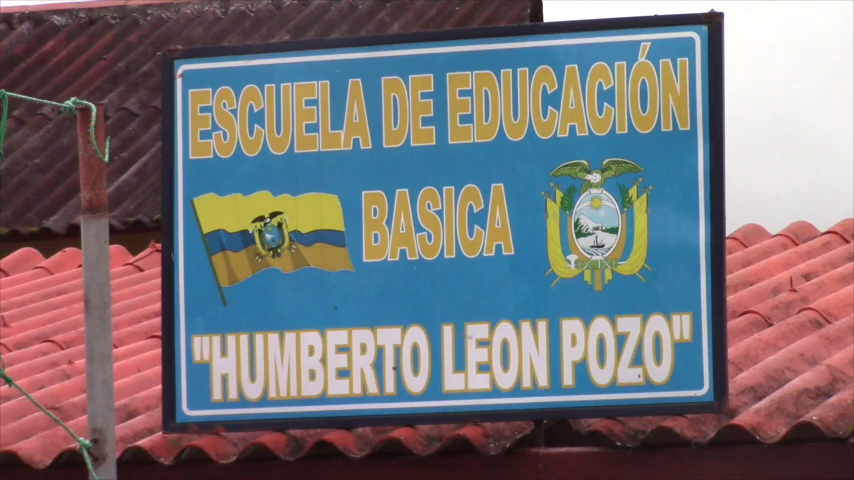 ESCUELA DE EDUCACIÓN
BASICA
"HUMBERTO LEON POZO"